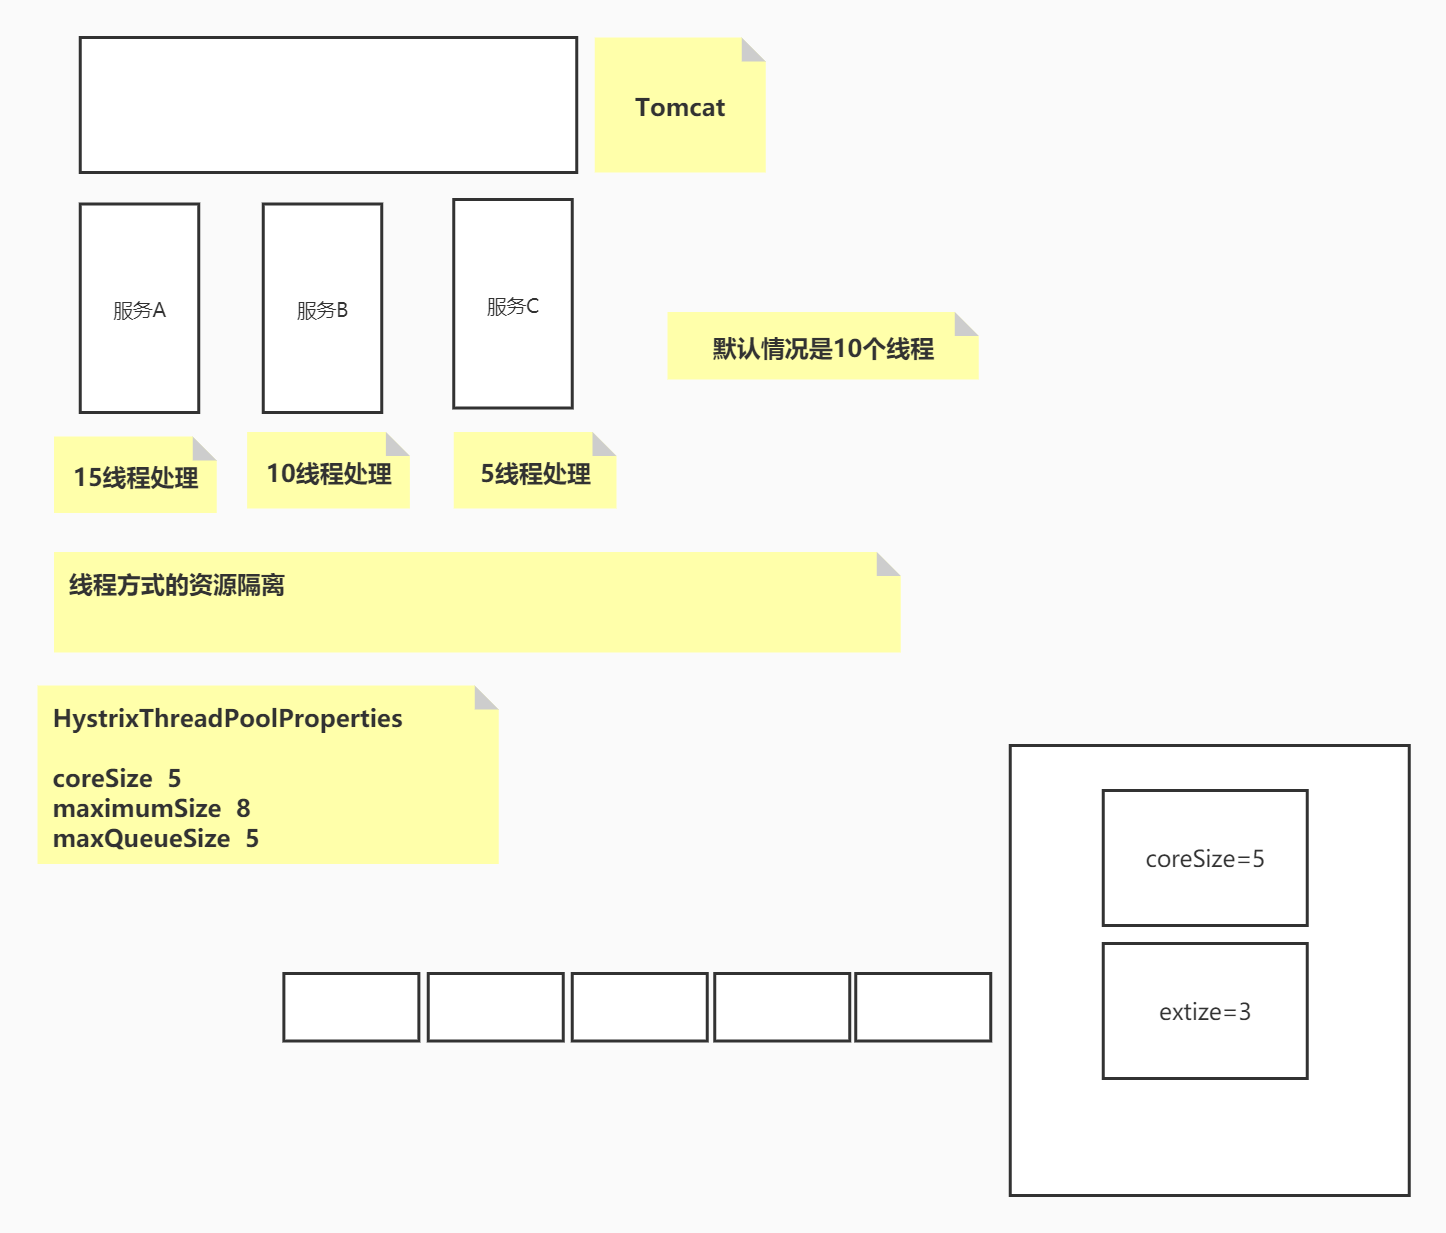 Tomcat
服务A
服务B
服务C
默认情况是10个线程
15线程处理
10线程处理
5线程处理
线程方式的资源隔离
HystrixThreadPoolProperties
coreSize 5
maximumSize 8
maxQueueSize 5
coreSize=5
extize=3